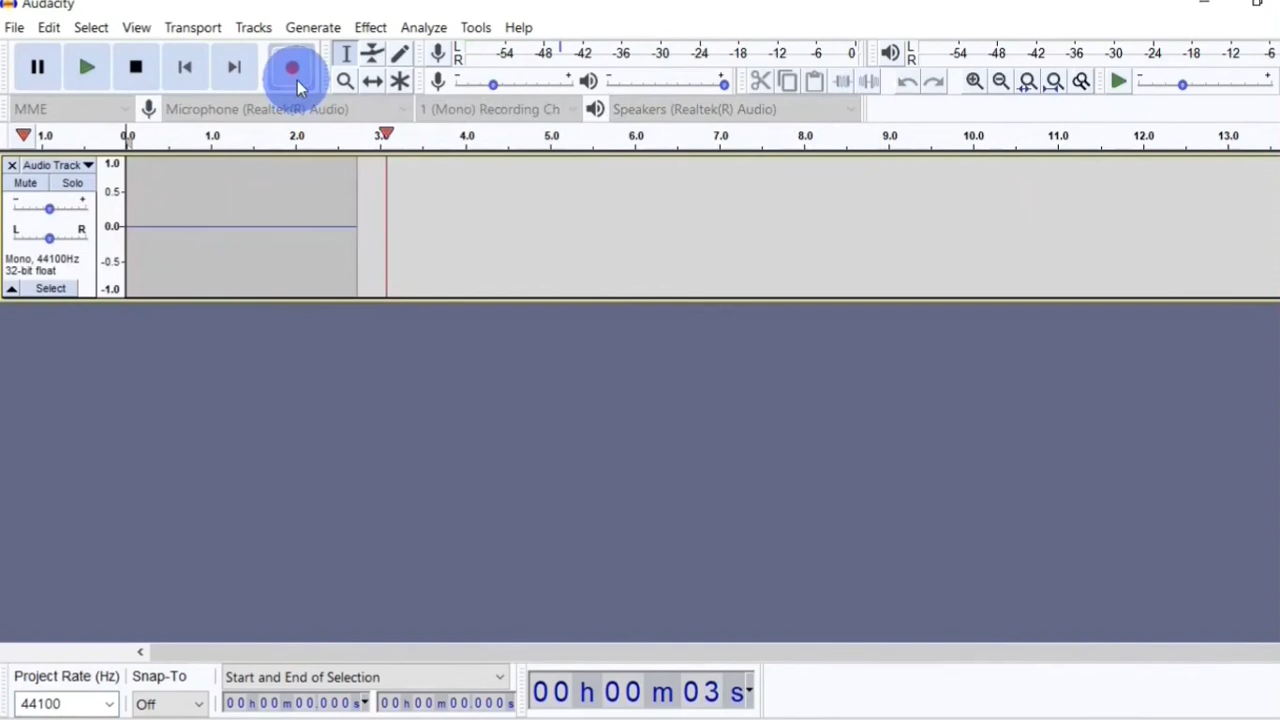 Audacity
File Edit Select View Transport Tracks Generate Effect Analyze Tools Help
L R -54 -48 -42 -36 -30 -24 -18 -12 -6 0 L R -54 -48 -42 -36 -30 -24 -18 -12 -6
- + - + - +
MME Microphone (Realtek(R) Audio) 1 (Mono) Recording Ch Speakers (Realtek(R) Audio)
1.0 0.0 1.0 2.0 3.0 4.0 5.0 6.0 7.0 8.0 9.0 10.0 11.0 12.0 13.0
Audio Track 1.0
Mute Solo 0.5
- +
L R 0.0
Mono, 44100Hz -0.5
32-bit float
Select -1.0
Project Rate (Hz) Snap-To Start and End of Selection
44100 Off 00 h 00 m 00.000 s 00 h 00 m 00.000 s 00 h 00 m 03 s